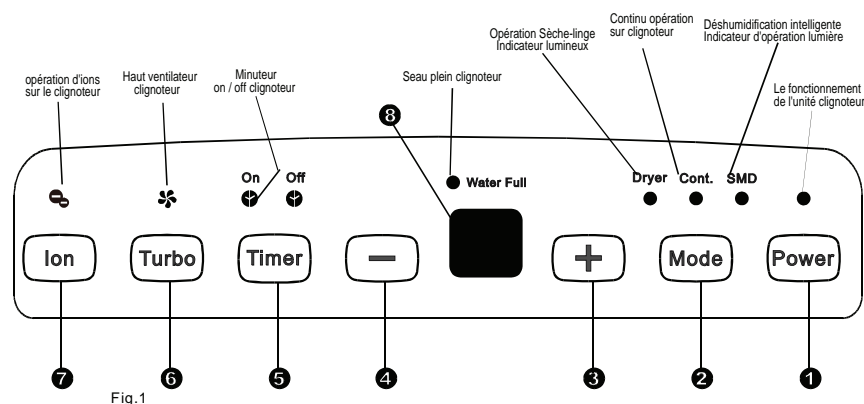 opération d'ions
sur le clignoteur
Haut ventilateur
clignoteur
Minuteur
on / off clignoteur
Seau plein clignoteur
Opération Sèche-linge
Indicateur lumineux
Continu opération
sur clignoteur
Déshumidification intelligente
Indicateur d'opération lumière
Le fonctionnement
de l'unité clignoteur
8
On
Off
Water Full
Dryer
Cont.
SMD
Ion
Turbo
Timer
−
+
Mode
Power
7
6
5
4
3
2
1
Fig.1